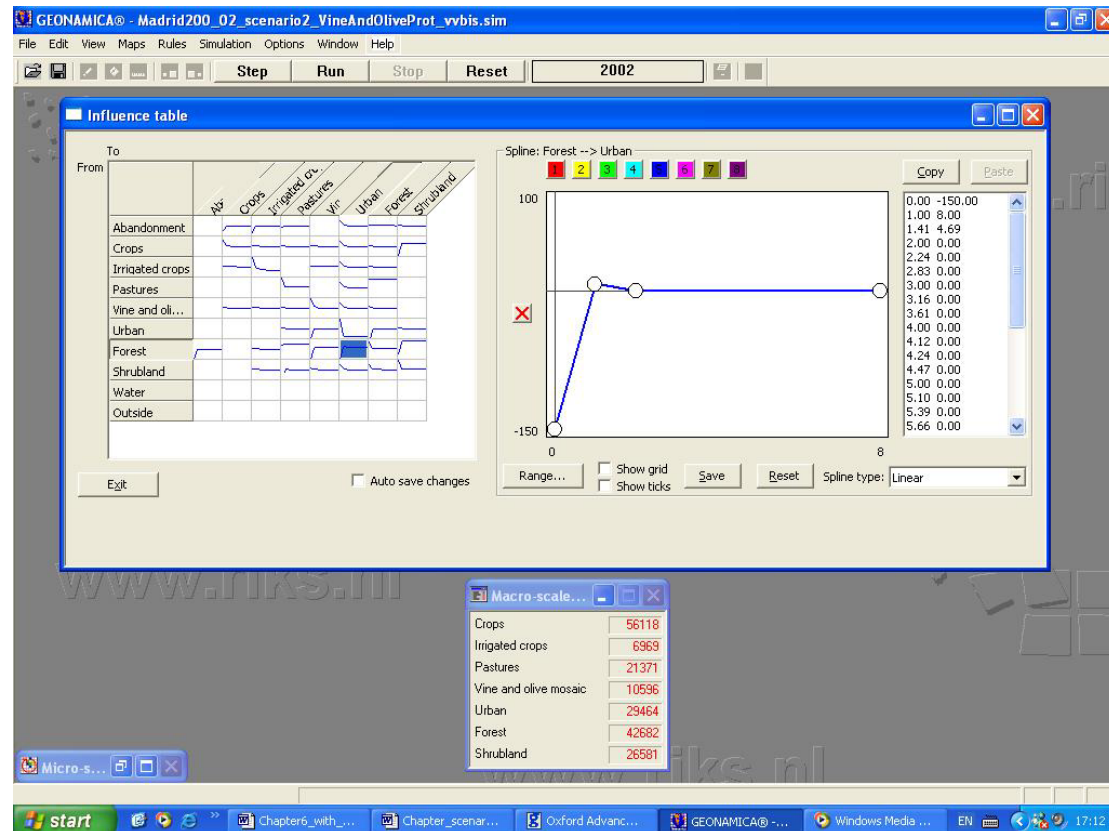 GEONAMICA® - Madrid200_02_scenario2_VineAndOliveProt_vvbis.sim
File Edit View Maps Rules Simulation Options Window Help
Step Run Stop Reset 2002
Influence table
To
From
Crops Pastures Urban Forest Shrubland
Abandonment
Crops
Irrigated crops
Pastures
Vine and oli...
Urban
Forest
Shrubland
Water
Outside
Exit
Auto save changes
Spline: Forest --> Urban
1 2 3 4 5 6 7 8
Copy Paste
100
-150
0 8
0.00 -150.00
1.00 8.00
1.41 4.69
2.00 0.00
2.24 0.00
2.83 0.00
3.00 0.00
3.16 0.00
3.61 0.00
4.00 0.00
4.12 0.00
4.24 0.00
4.47 0.00
5.00 0.00
5.10 0.00
5.39 0.00
5.66 0.00
Range... Show grid Save Reset Spline type: Linear
Show ticks
www.riks.nl
Macro-scale...
Crops 56118
Irrigated crops 6969
Pastures 21371
Vine and olive mosaic 10596
Urban 29464
Forest 42682
Shrubland 26581
Micro-s...
www.riks.nl
start Chapter6_with_... Chapter_scenar... Oxford Advanc... GEONAMICA® -... Windows Media ... EN 17:12